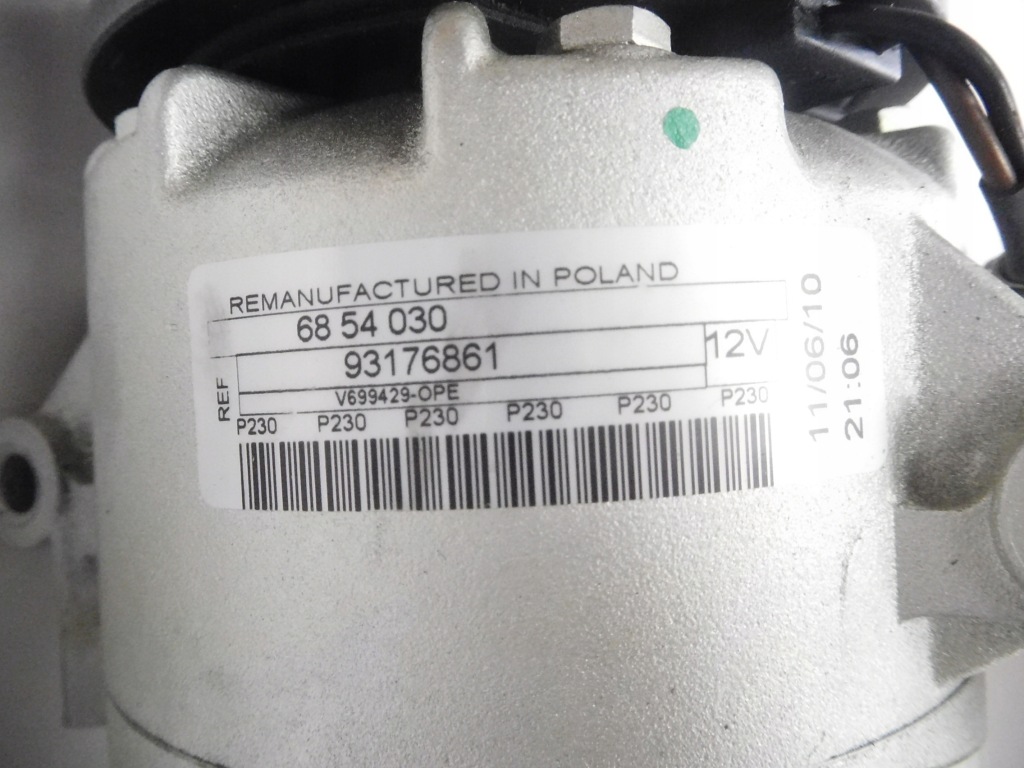 REMANUFACTURED IN POLAND
68 54 030
93176861
12V
REF
V699429-OPE
P230 P230 P230 P230 P230 P230
11/06/10
21:06